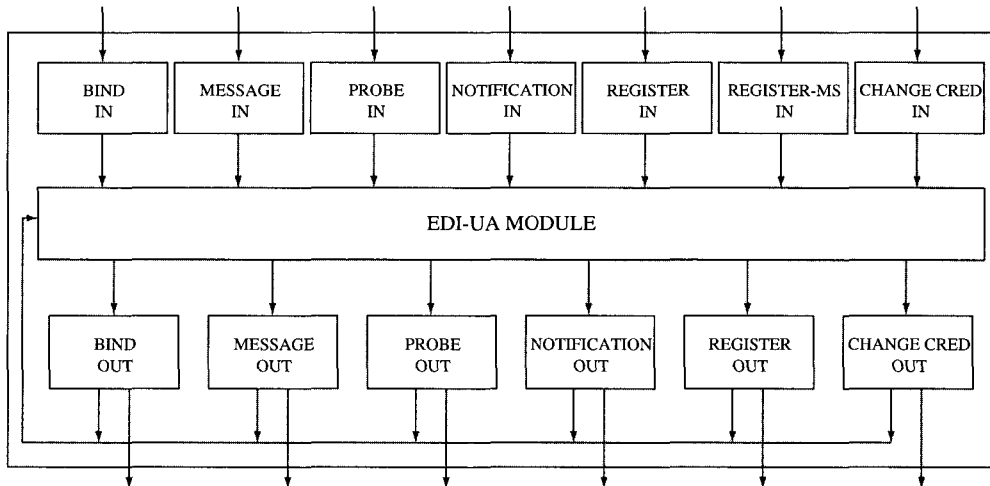 BIND
IN
MESSAGE
IN
PROBE
IN
NOTIFICATION
IN
REGISTER
IN
REGISTER-MS
IN
CHANGE CRED
IN
EDI-UA MODULE
BIND
OUT
MESSAGE
OUT
PROBE
OUT
NOTIFICATION
OUT
REGISTER
OUT
CHANGE CRED
OUT